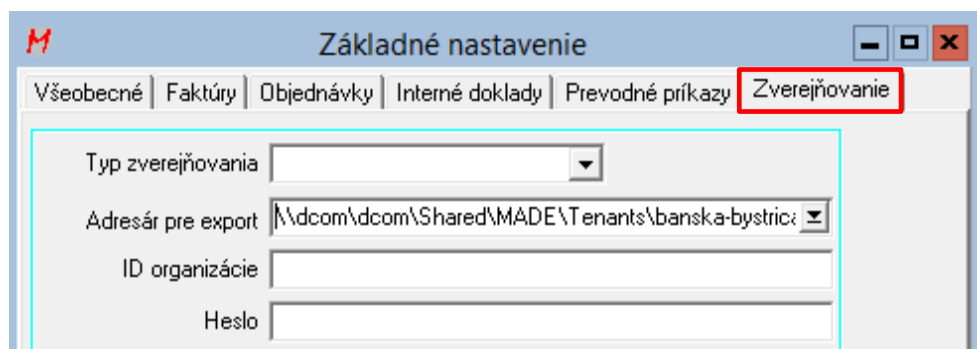 M Základné nastavenie
Všeobecné Faktúry Objednávky Interné doklady Prevodné príkazy Zverejňovanie
Typ zverejňovania
Adresár pre export \\dcom\dcom\Shared\MADE\Tenants\banska-bystrica
ID organizácie
Heslo